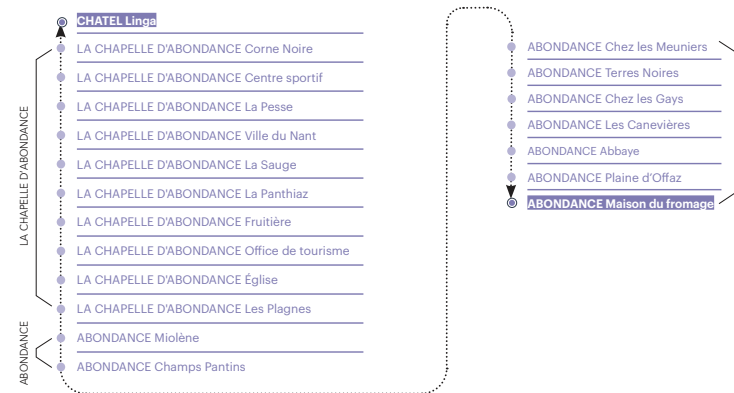 CHATEL Linga
LA CHAPELLE D'ABONDANCE Corne Noire
LA CHAPELLE D'ABONDANCE Centre sportif
LA CHAPELLE D'ABONDANCE La Pesse
LA CHAPELLE D'ABONDANCE Ville du Nant
LA CHAPELLE D'ABONDANCE La Sauge
LA CHAPELLE D'ABONDANCE La Panthiaz
LA CHAPELLE D'ABONDANCE Fruitière
LA CHAPELLE D'ABONDANCE Office de tourisme
LA CHAPELLE D'ABONDANCE Église
LA CHAPELLE D'ABONDANCE Les Plagnes
ABONDANCE Miolène
ABONDANCE Champs Pantins
LA CHAPELLE D'ABONDANCE
ABONDANCE
ABONDANCE Chez les Meuniers
ABONDANCE Terres Noires
ABONDANCE Chez les Gays
ABONDANCE Les Canevières
ABONDANCE Abbaye
ABONDANCE Plaine d’Offaz
ABONDANCE Maison du fromage